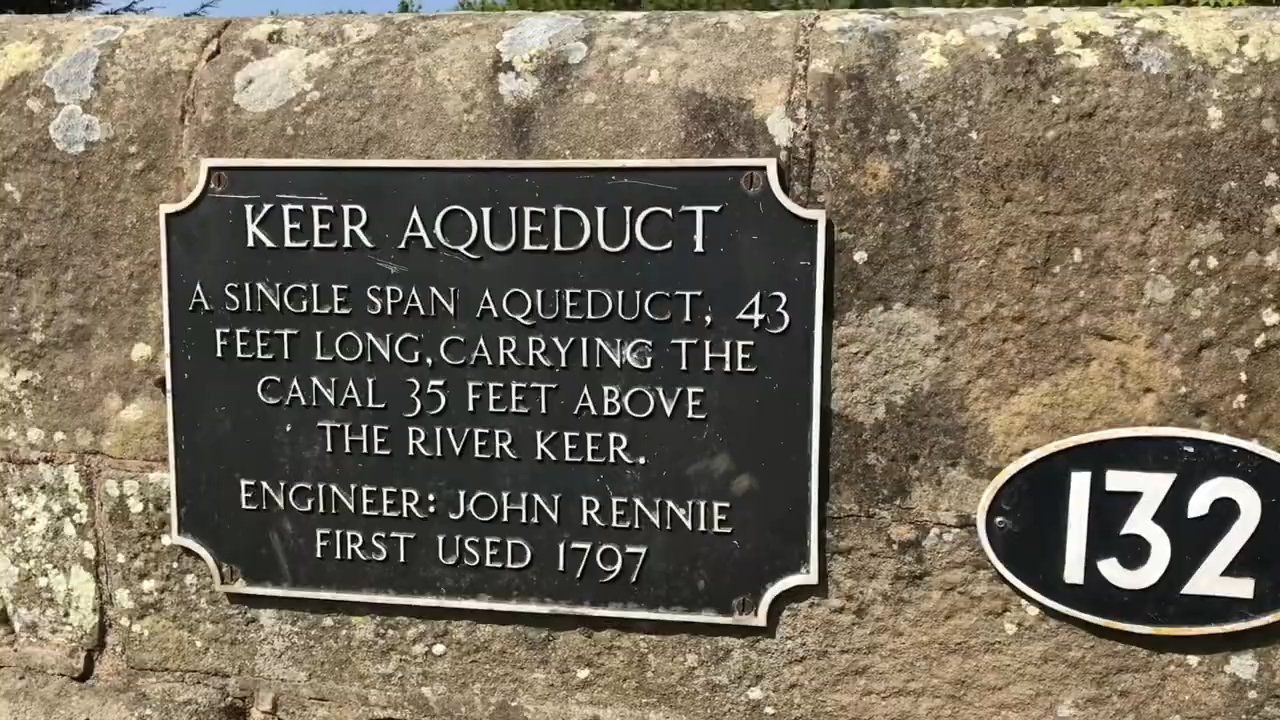 KEER AQUEDUCT
A SINGLE SPAN AQUEDUCT, 43
FEET LONG, CARRYING THE
CANAL 35 FEET ABOVE
THE RIVER KEER.
ENGINEER: JOHN RENNIE
FIRST USED 1797
132